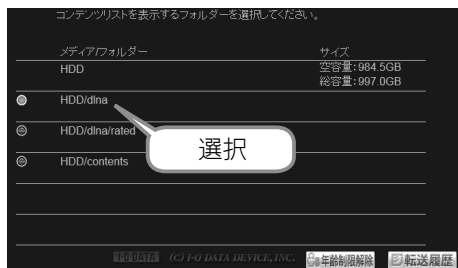 コンテンツリストを表示するフォルダーを選択してください。
メディア/フォルダー サイズ
HDD 空容量:984.5GB
総容量:997.0GB
HDD/dlna
HDD/dlna/rated
選択
HDD/contents
I-O DATA (C) I-O DATA DEVICE, INC. 年齢制限解除 転送履歴